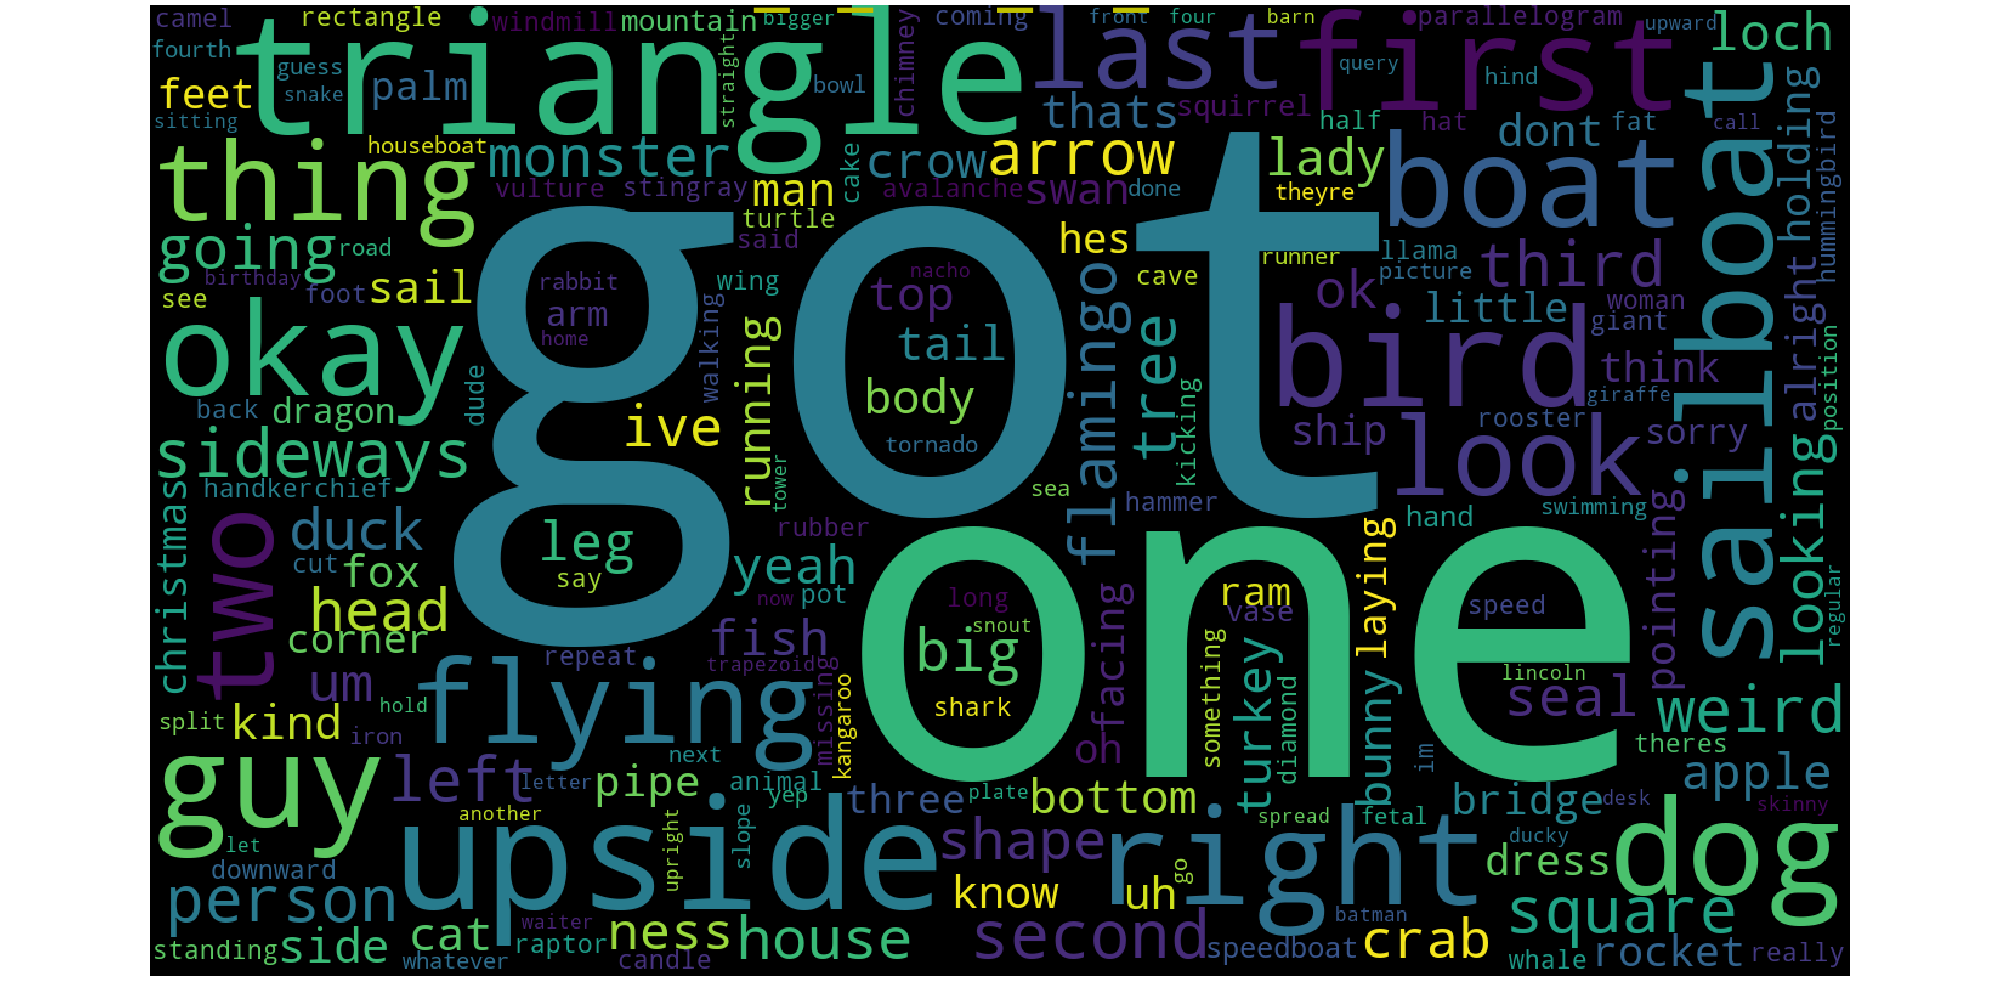 camel
rectangle
windmill
mountain
bigger
coming
front
four
barn
parallelogram
upward
loch
fourth
triangle
last
first
guess
snake
palm
straight
bowl
chimney
query
hind
feet
sitting
thats
squirrel
half
hat
dont
fat
call
sailboat
holding
hummingbird
thing
houseboat
monster
cake
crow
arrow
lady
boat
vulture
stingray
man
avalanche
swan
done
theyre
turtle
going
road
said
hes
runner
llama
picture
third
birthday
see
foot
sail
rabbit
arm
home
wing
nacho
top
tail
cave
ok
little
woman
giant
alright
okay
got
walking
running
body
flamingo
tree
bird
think
giraffe
position
back
dragon
dude
ive
tornado
kicking
ship
look
rooster
sorry
sideways
handkerchief
tower
sea
hammer
hand
swimming
pointing
looking
christmas
two
duck
cut
fox
leg
say
rubber
yeah
now
pot
long
snout
one
facing
ram
vase
laying
speed
regular
head
corner
fish
big
repeat
trapezoid
um
missing
kangaroo
shark
oh
something
turkey
diamond
bunny
lincoln
seal
weird
split
kind
hold
iron
flying
next
im
theres
guy
left
letter
pipe
animal
yep
three
plate
bottom
spread
fetal
bridge
desk
apple
skinny
another
let
upside
upright
slope
shape
right
ducky
dress
dog
downward
person
know
uh
go
batman
square
standing
side
cat
whatever
waiter
raptor
ness
candle
house
second
speedboat
crab
whale
rocket
really